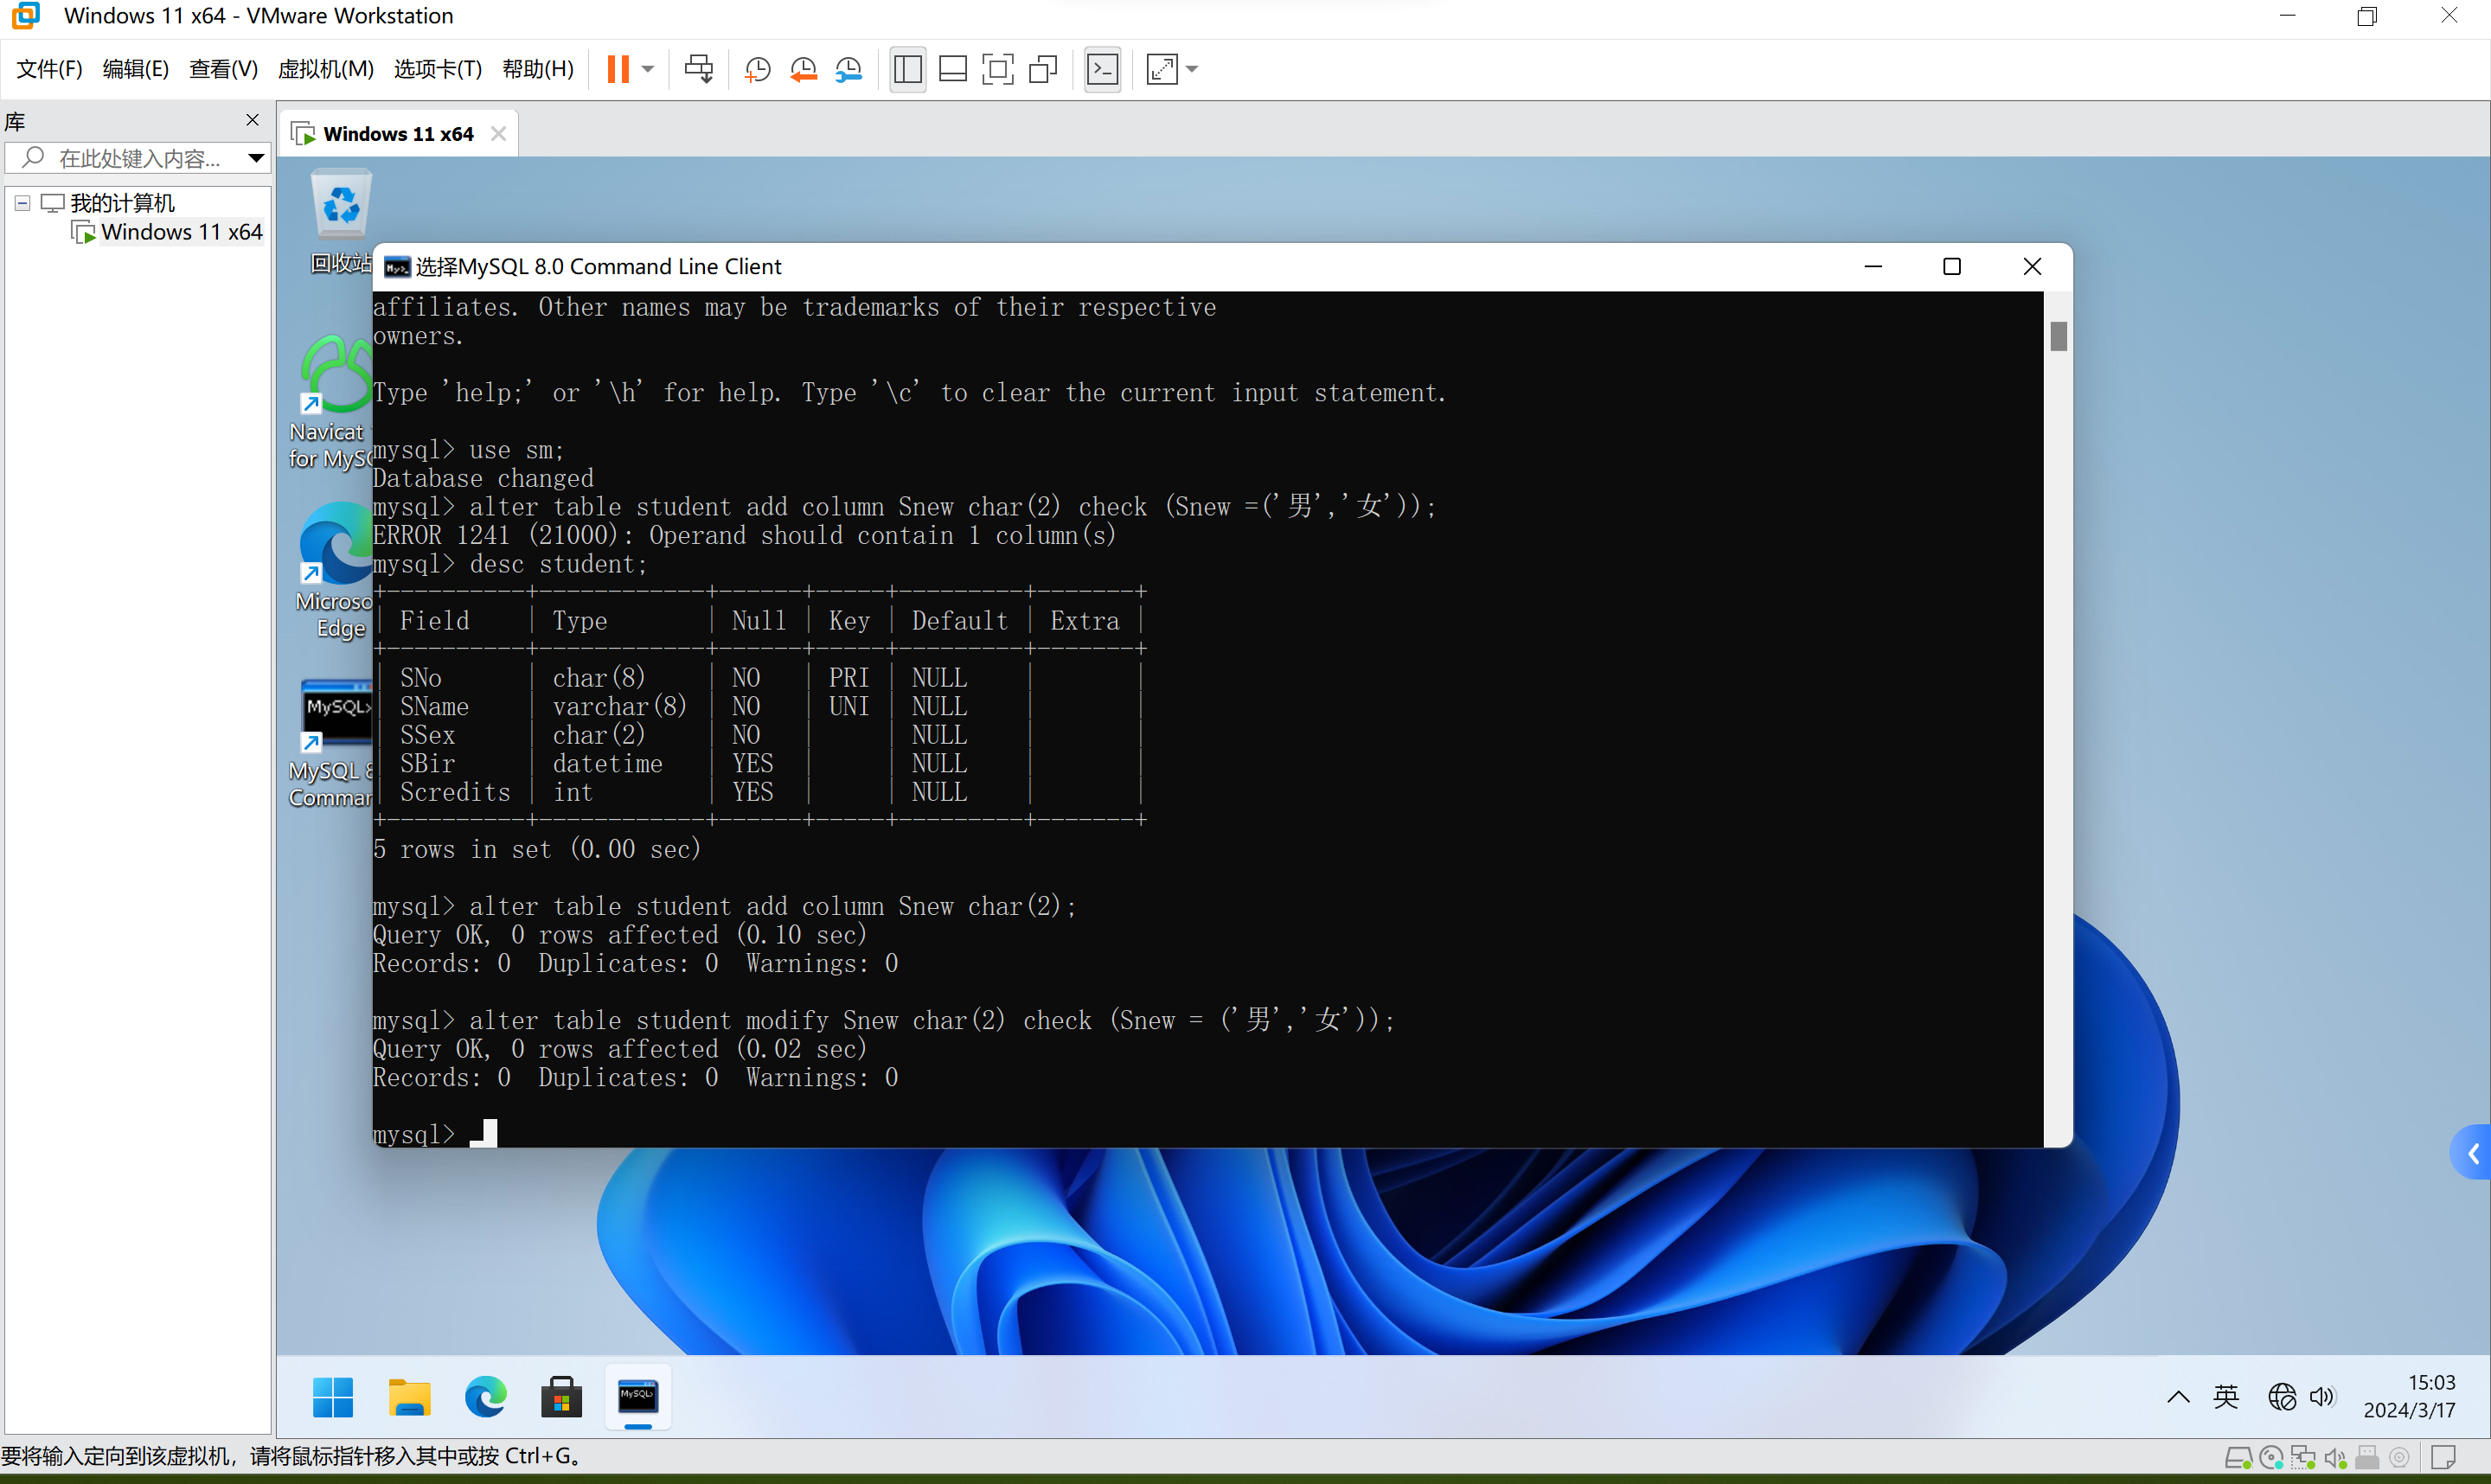 Windows 11 x64 - VMware Workstation
文件(F) 编辑(E) 查看(V) 虚拟机(M) 选项卡(T) 帮助(H)
库
在此处键入内容...
我的计算机
Windows 11 x64
Windows 11 x64
回收站
Navicat
for MySQ
Microso
Edge
MySQL>
MySQL 8
Comman
选择MySQL 8.0 Command Line Client
affiliates. Other names may be trademarks of their respective
owners.
Type 'help;' or '\h' for help. Type '\c' to clear the current input statement.
mysql> use sm;
Database changed
mysql> alter table student add column Snew char(2) check (Snew =('男','女'));
ERROR 1241 (21000): Operand should contain 1 column(s)
mysql> desc student;
+----------+------------+------+-----+---------+-------+
| Field    | Type       | Null | Key | Default | Extra |
+----------+------------+------+-----+---------+-------+
| SNo      | char(8)    | NO   | PRI | NULL    |       |
| SName    | varchar(8) | NO   | UNI | NULL    |       |
| SSex     | char(2)    | NO   |     | NULL    |       |
| SBir     | datetime   | YES  |     | NULL    |       |
| Scredits | int        | YES  |     | NULL    |       |
+----------+------------+------+-----+---------+-------+
5 rows in set (0.00 sec)
mysql> alter table student add column Snew char(2);
Query OK, 0 rows affected (0.10 sec)
Records: 0  Duplicates: 0  Warnings: 0
mysql> alter table student modify Snew char(2) check (Snew = ('男','女'));
Query OK, 0 rows affected (0.02 sec)
Records: 0  Duplicates: 0  Warnings: 0
mysql>
MySQL>
英
15:03
2024/3/17
要将输入定向到该虚拟机，请将鼠标指针移入其中或按 Ctrl+G。